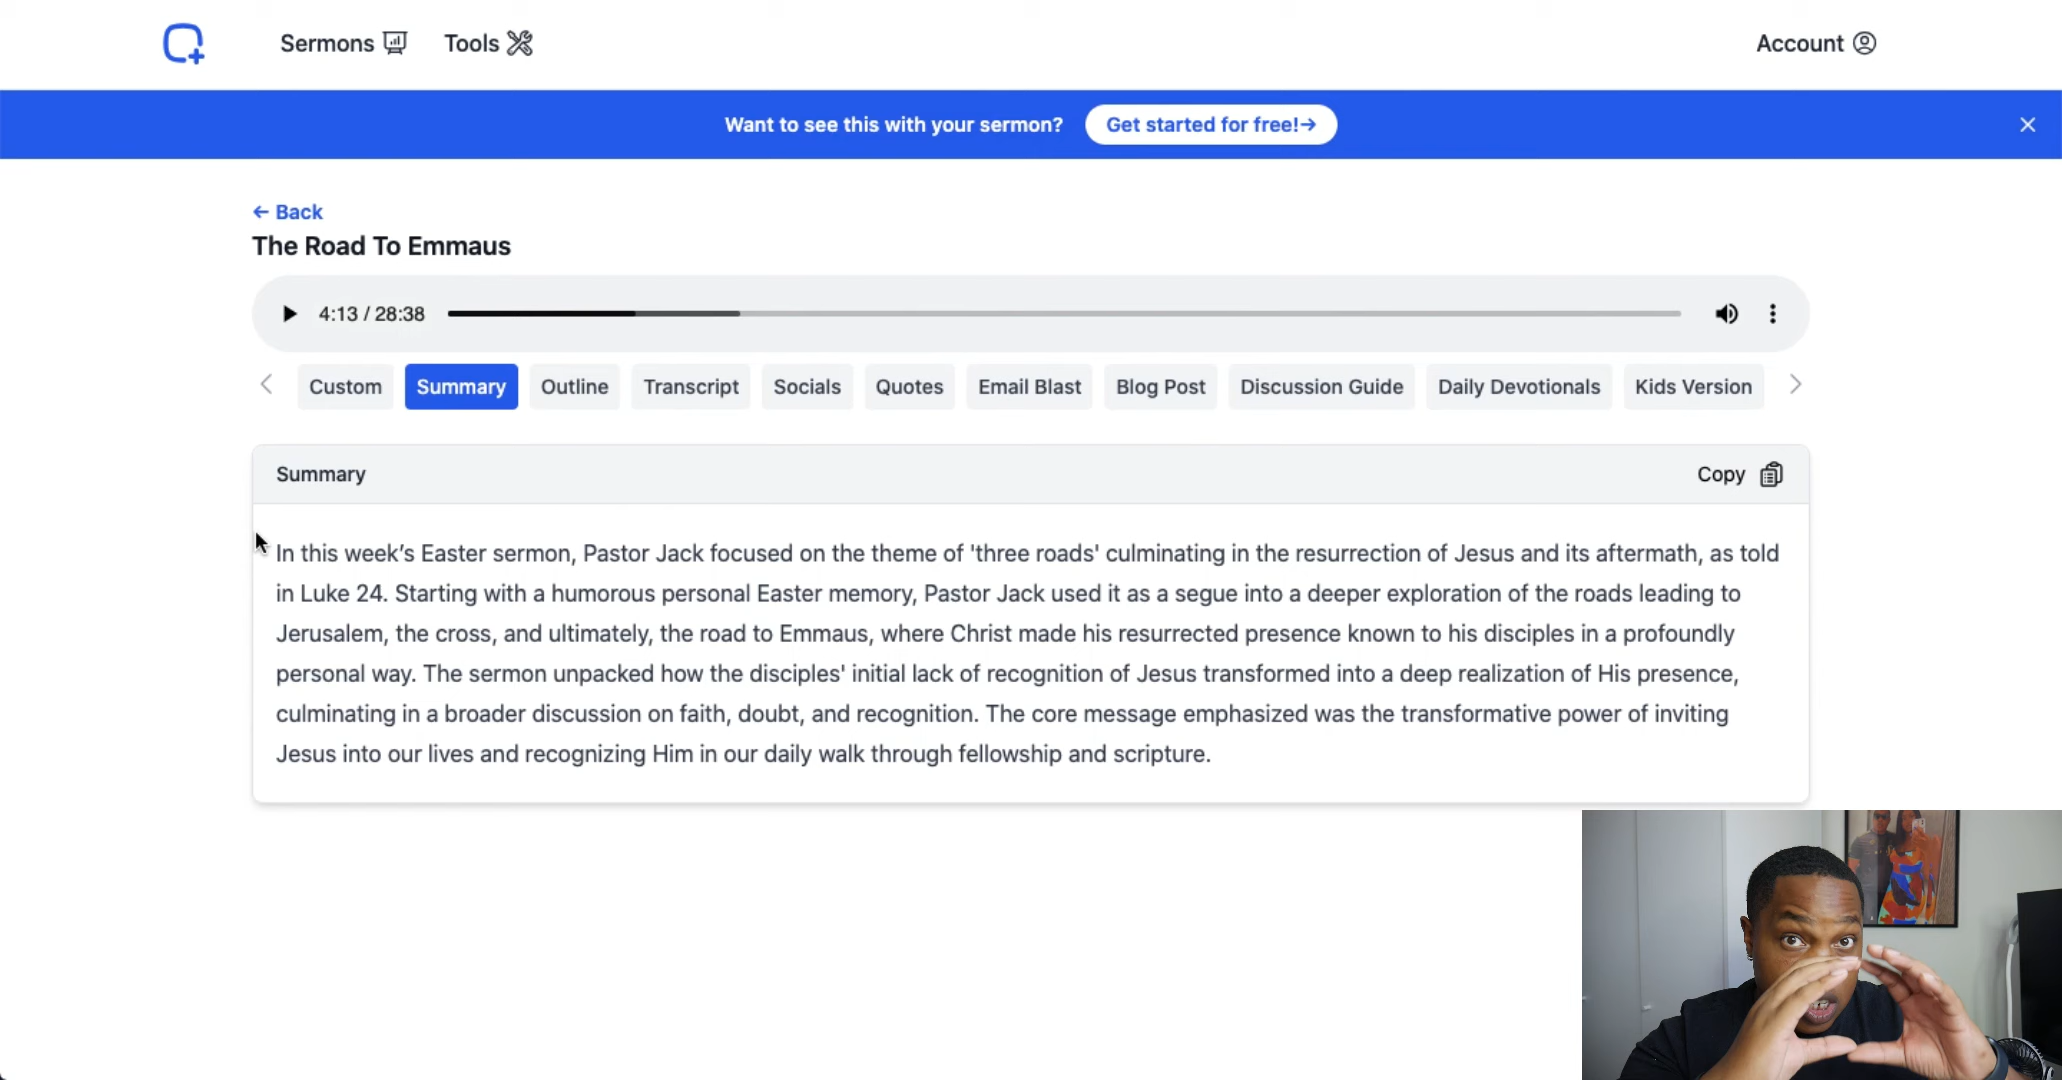 Sermons
Tools
Account
Want to see this with your sermon?
Get started for free!→
← Back
The Road To Emmaus
4:13 / 28:38
Custom
Summary
Outline
Transcript
Socials
Quotes
Email Blast
Blog Post
Discussion Guide
Daily Devotionals
Kids Version
Summary
Copy
In this week’s Easter sermon, Pastor Jack focused on the theme of 'three roads' culminating in the resurrection of Jesus and its aftermath, as told
in Luke 24. Starting with a humorous personal Easter memory, Pastor Jack used it as a segue into a deeper exploration of the roads leading to
Jerusalem, the cross, and ultimately, the road to Emmaus, where Christ made his resurrected presence known to his disciples in a profoundly
personal way. The sermon unpacked how the disciples' initial lack of recognition of Jesus transformed into a deep realization of His presence,
culminating in a broader discussion on faith, doubt, and recognition. The core message emphasized was the transformative power of inviting
Jesus into our lives and recognizing Him in our daily walk through fellowship and scripture.